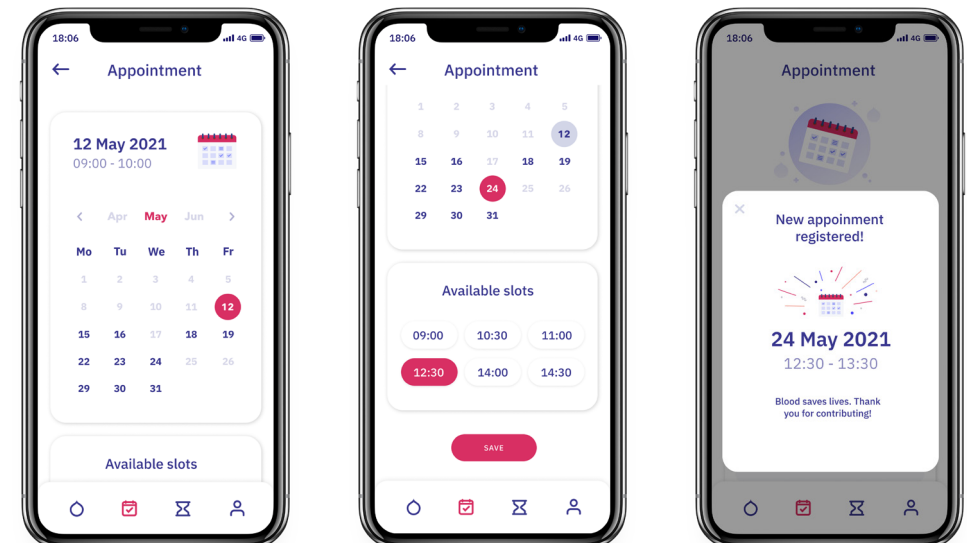 18:06
4G
Appointment
12 May 2021
09:00 - 10:00
Apr May Jun
Mo Tu We Th Fr
1 2 3 4 5
8 9 10 11 12
15 16 17 18 19
22 23 24 25 26
29 30 31
Available slots
18:06
4G
Appointment
1 2 3 4 5
8 9 10 11 12
15 16 17 18 19
22 23 24 25 26
29 30 31
Available slots
09:00 10:30 11:00
12:30 14:00 14:30
SAVE
18:06
4G
Appointment
New appoinment
registered!
24 May 2021
12:30 - 13:30
Blood saves lives. Thank
you for contributing!